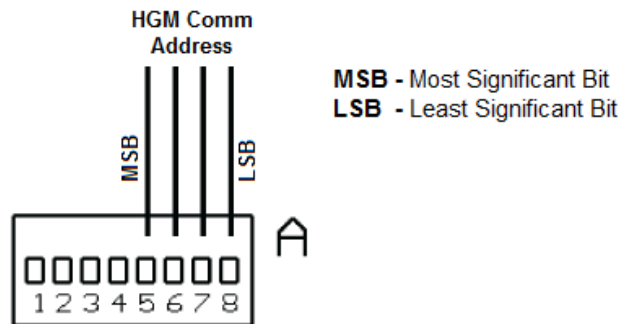 HGM Comm
Address
MSB - Most Significant Bit
LSB - Least Significant Bit
MSB
LSB
A
1 2 3 4 5 6 7 8